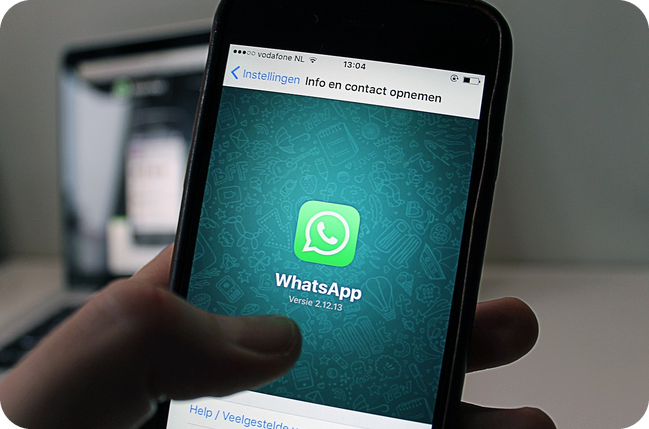 vodafone NL 13:04
Instellingen Info en contact opnemen
WhatsApp
Versie 2.12.13
Help / Veelgestelde